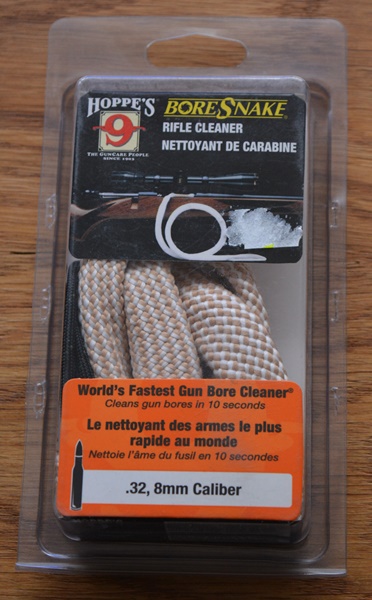 HOPPE'S
9
THE GUNCARE PEOPLE
SINCE 1903
BORESNAKE®
RIFLE CLEANER
NETTOYANT DE CARABINE
World's Fastest Gun Bore Cleaner®
Cleans gun bores in 10 seconds
Le nettoyant des armes le plus
rapide au monde
Nettoie l'âme du fusil en 10 secondes
.32, 8mm Caliber